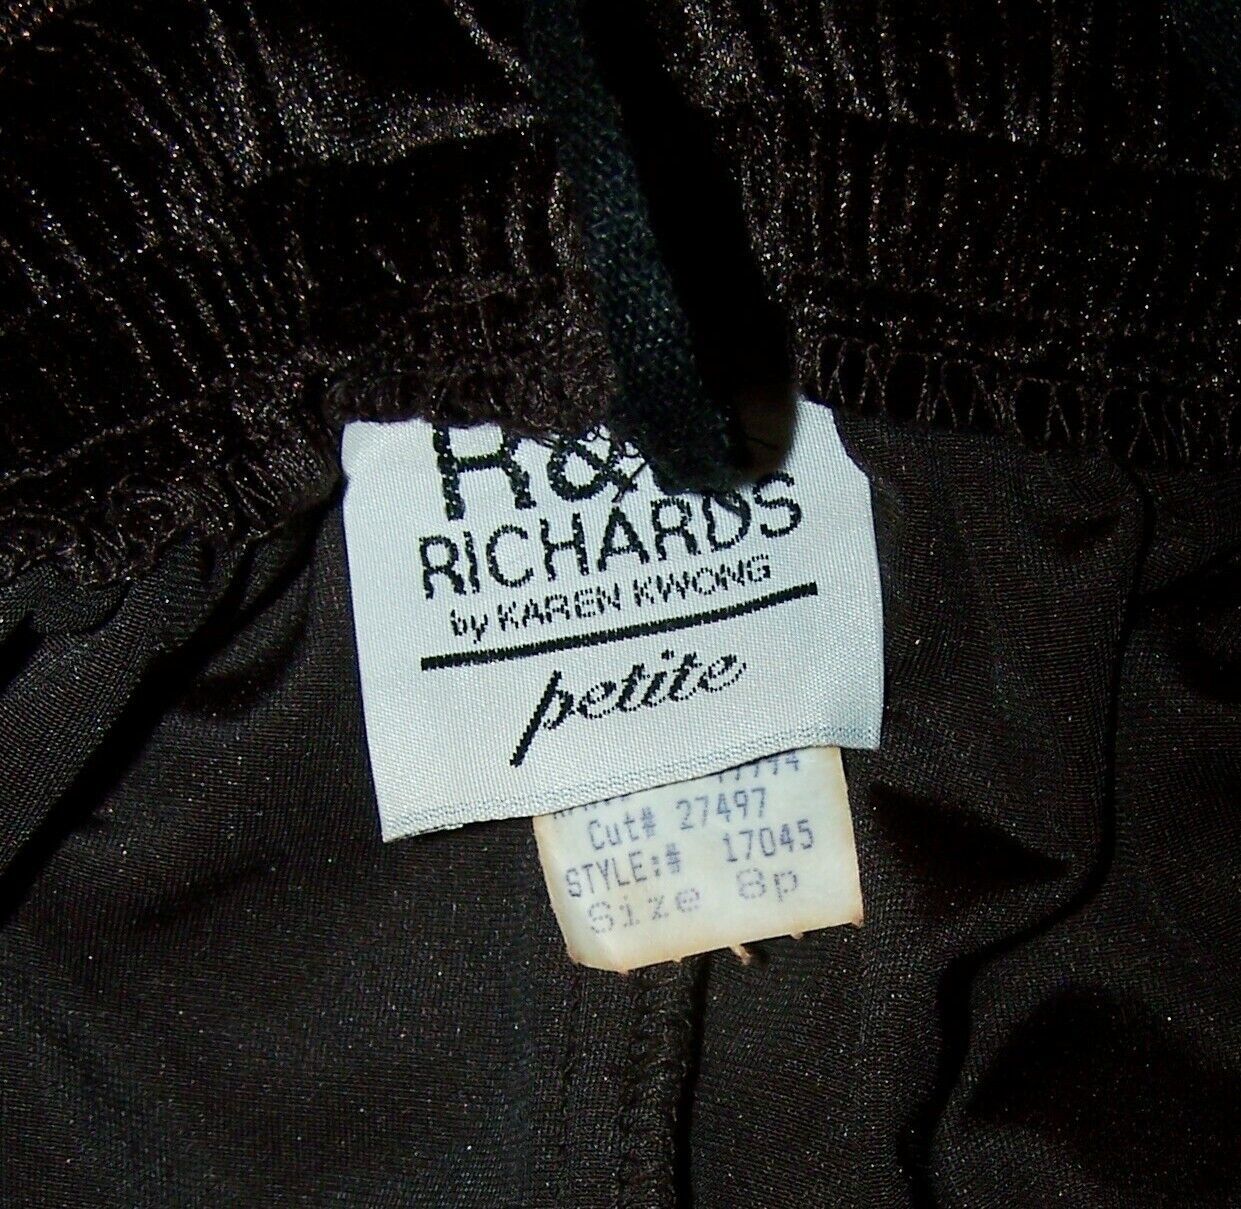 R&
RICHARDS
by KAREN KWONG
petite
Cut# 27497
STYLE:# 17045
Size 8p